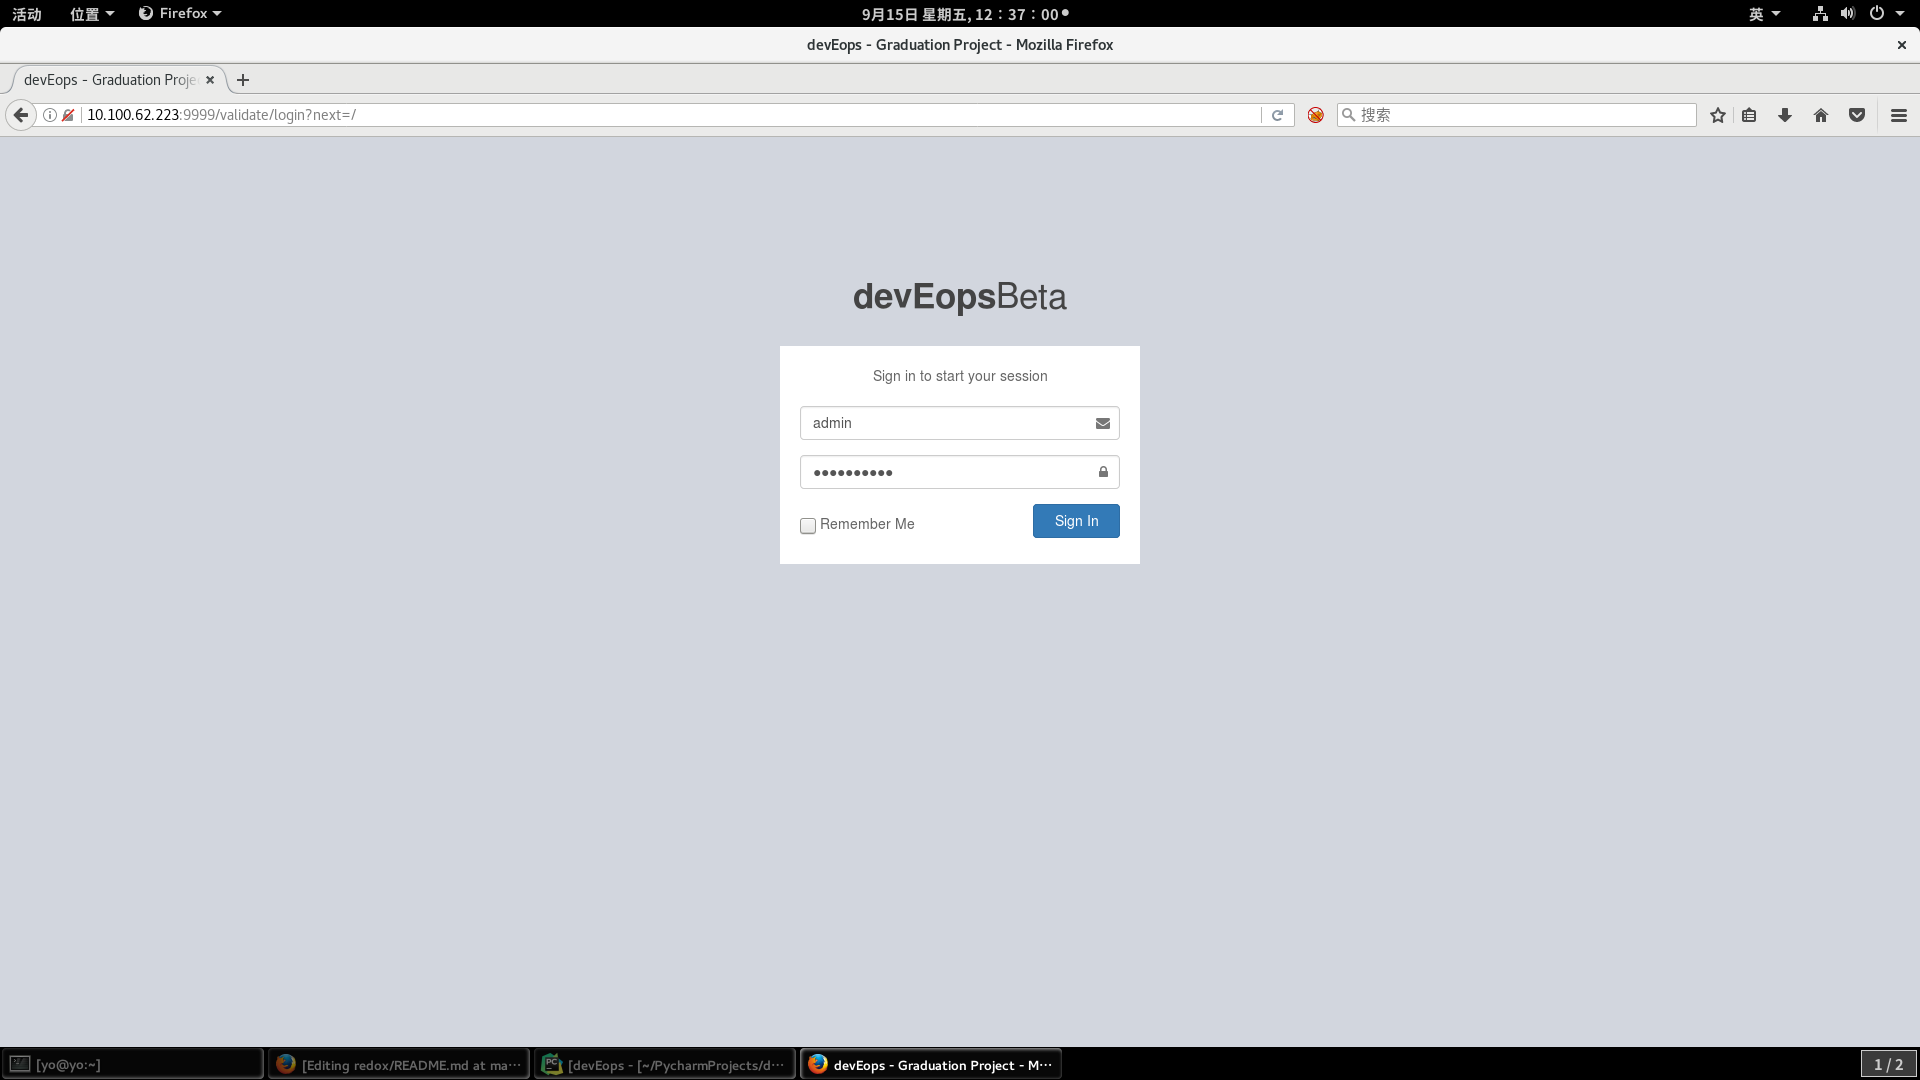 活动 位置 Firefox 9月15日 星期五, 12：37：00 英
devEops - Graduation Project - Mozilla Firefox
devEops - Graduation Proje
10.100.62.223:9999/validate/login?next=/ 搜索
devEopsBeta
Sign in to start your session
admin
●●●●●●●●●●
Remember Me Sign In
[yo@yo:~] [Editing redox/README.md at ma··· [devEops - [~/PycharmProjects/d··· devEops - Graduation Project - M··· 1 / 2